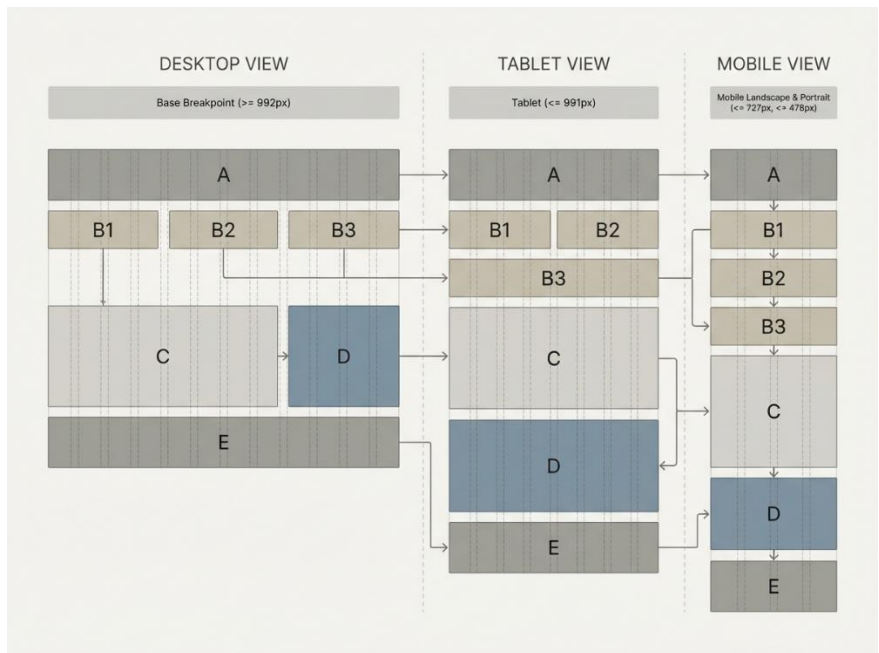 DESKTOP VIEW
Base Breakpoint (>= 992px)
A
B1
B2
B3
C
D
E
TABLET VIEW
Tablet (<= 991px)
A
B1
B2
B3
C
D
E
MOBILE VIEW
Mobile Landscape & Portrait
(<= 727px, <= 478px)
A
B1
B2
B3
C
D
E